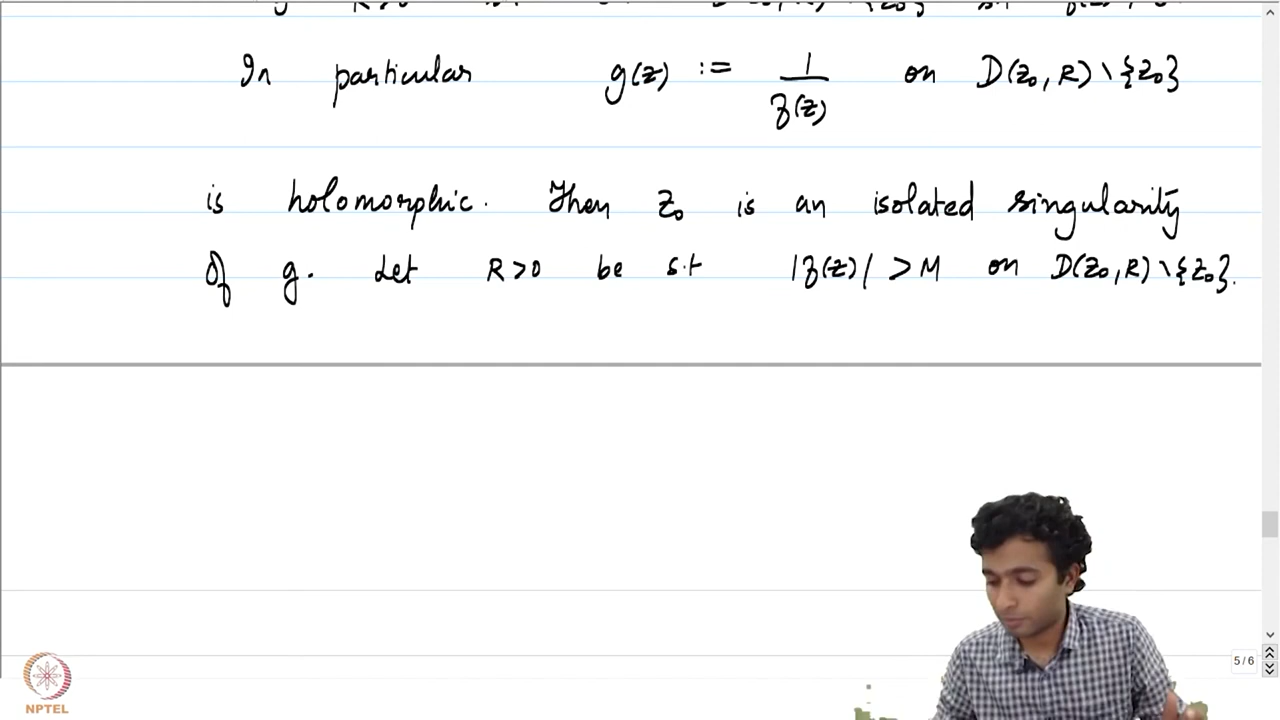 In particular g(z) := 1/f(z) on D(z₀, R) \ {z₀}
is holomorphic. Then z₀ is an isolated singularity
of g. Let R>0 be s.t |f(z)| > M on D(z₀, R) \ {z₀}.
5 / 6
NPTEL